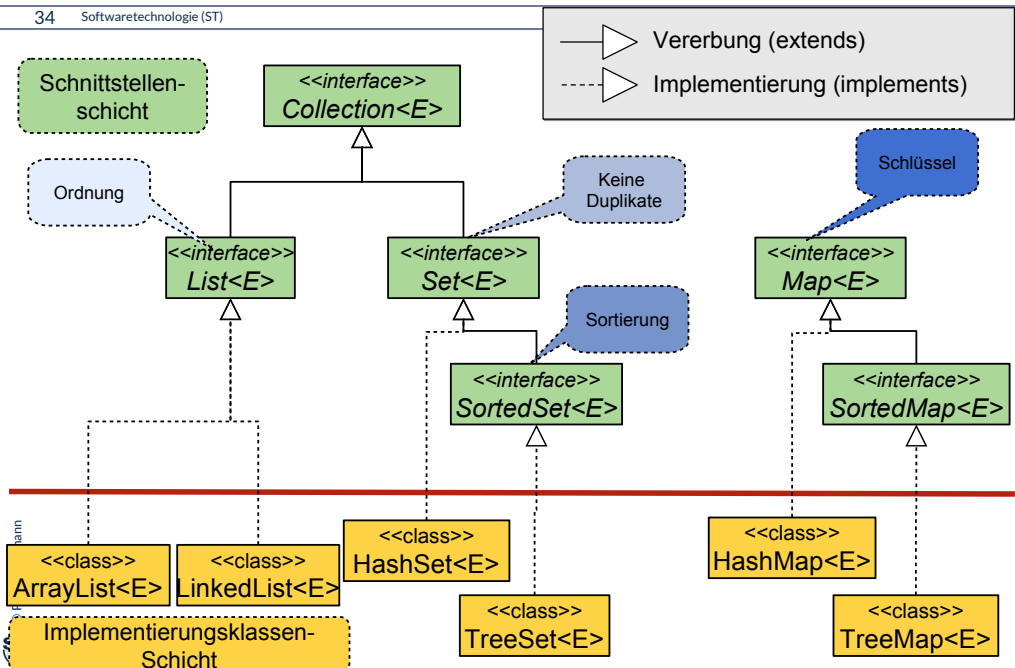 34 Softwaretechnologie (ST)
Vererbung (extends)
Implementierung (implements)
Schnittstellen-
schicht
<<interface>>
Collection<E>
Ordnung
Keine
Duplikate
Schlüssel
<<interface>>
List<E>
<<interface>>
Set<E>
<<interface>>
Map<E>
Sortierung
<<interface>>
SortedSet<E>
<<interface>>
SortedMap<E>
<<class>>
ArrayList<E>
<<class>>
LinkedList<E>
<<class>>
HashSet<E>
<<class>>
HashMap<E>
<<class>>
TreeSet<E>
<<class>>
TreeMap<E>
Implementierungsklassen-
Schicht